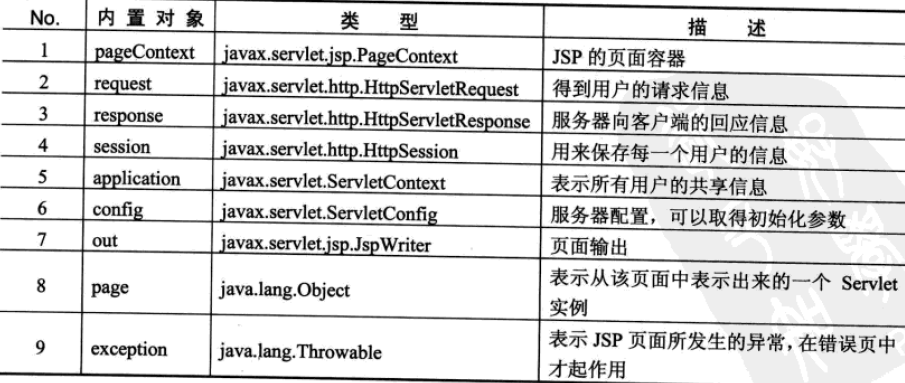 No. 内置对象 类型 描述
1 pageContext javax.servlet.jsp.PageContext JSP 的页面容器
2 request javax.servlet.http.HttpServletRequest 得到用户的请求信息
3 response javax.servlet.http.HttpServletResponse 服务器向客户端的回应信息
4 session javax.servlet.http.HttpSession 用来保存每一个用户的信息
5 application javax.servlet.ServletContext 表示所有用户的共享信息
6 config javax.servlet.ServletConfig 服务器配置，可以取得初始化参数
7 out javax.servlet.jsp.JspWriter 页面输出
8 page java.lang.Object 表示从该页面中表示出来的一个 Servlet
实例
9 exception java.lang.Throwable 表示 JSP 页面所发生的异常，在错误页中
才起作用